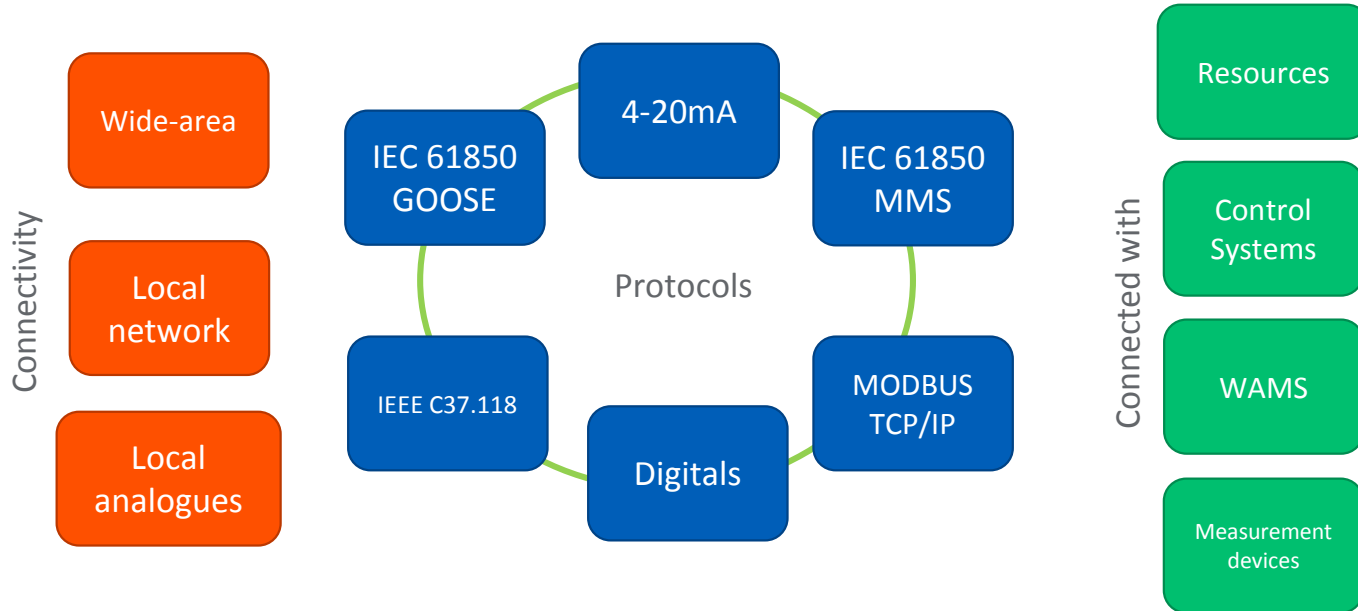 Connectivity
Wide-area
Local
network
Local
analogues
4-20mA
IEC 61850
GOOSE
IEC 61850
MMS
Protocols
IEEE C37.118
MODBUS
TCP/IP
Digitals
Connected with
Resources
Control
Systems
WAMS
Measurement
devices